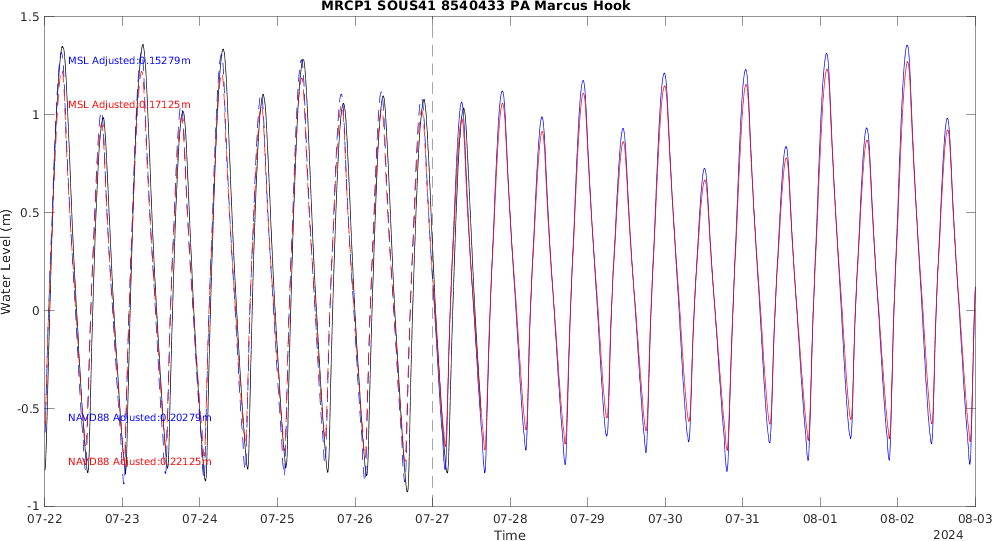 MRCP1 SOUS41 8540433 PA Marcus Hook
1.5
MSL Adjusted:0.15279m
MSL Adjusted:0.17125m
1
0.5
Water Level (m)
0
-0.5
NAVD88 Adjusted:0.20279m
NAVD88 Adjusted:0.22125m
-1
07-22 07-23 07-24 07-25 07-26 07-27 07-28 07-29 07-30 07-31 08-01 08-02 08-03
Time
2024